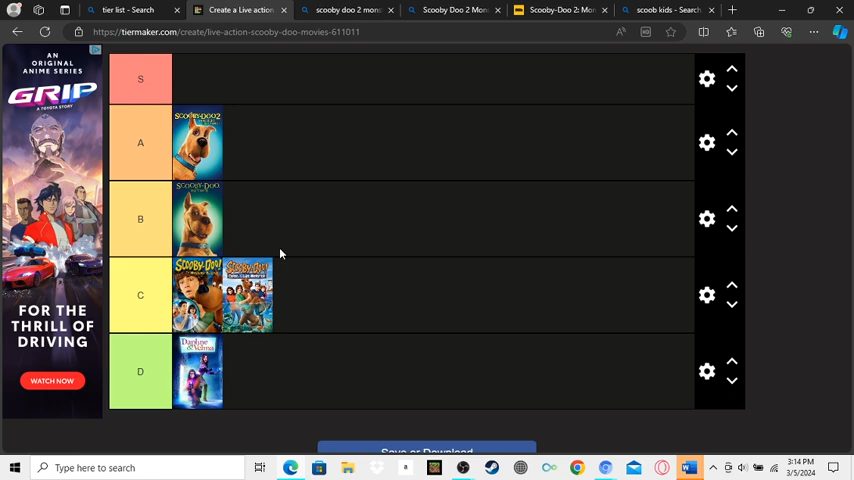 tier list - Search
Create a Live action
scooby doo 2 mons
Scooby Doo 2 Mon
Scooby-Doo 2: Mon
scoob kids - Search
https://tiermaker.com/create/live-action-scooby-doo-movies-611011
AN
ORIGINAL
ANIME SERIES
GRIP
A TOYOTA STORY
FOR THE
THRILL OF
DRIVING
WATCH NOW
S
A
SCOOBY-DOO 2
B
SCOOBY-DOO
C
SCOOBY-DOO!
SCOOBY-DOO!
D
Daphne
& Velma
Save or Download
Type here to search
3:14 PM
3/5/2024